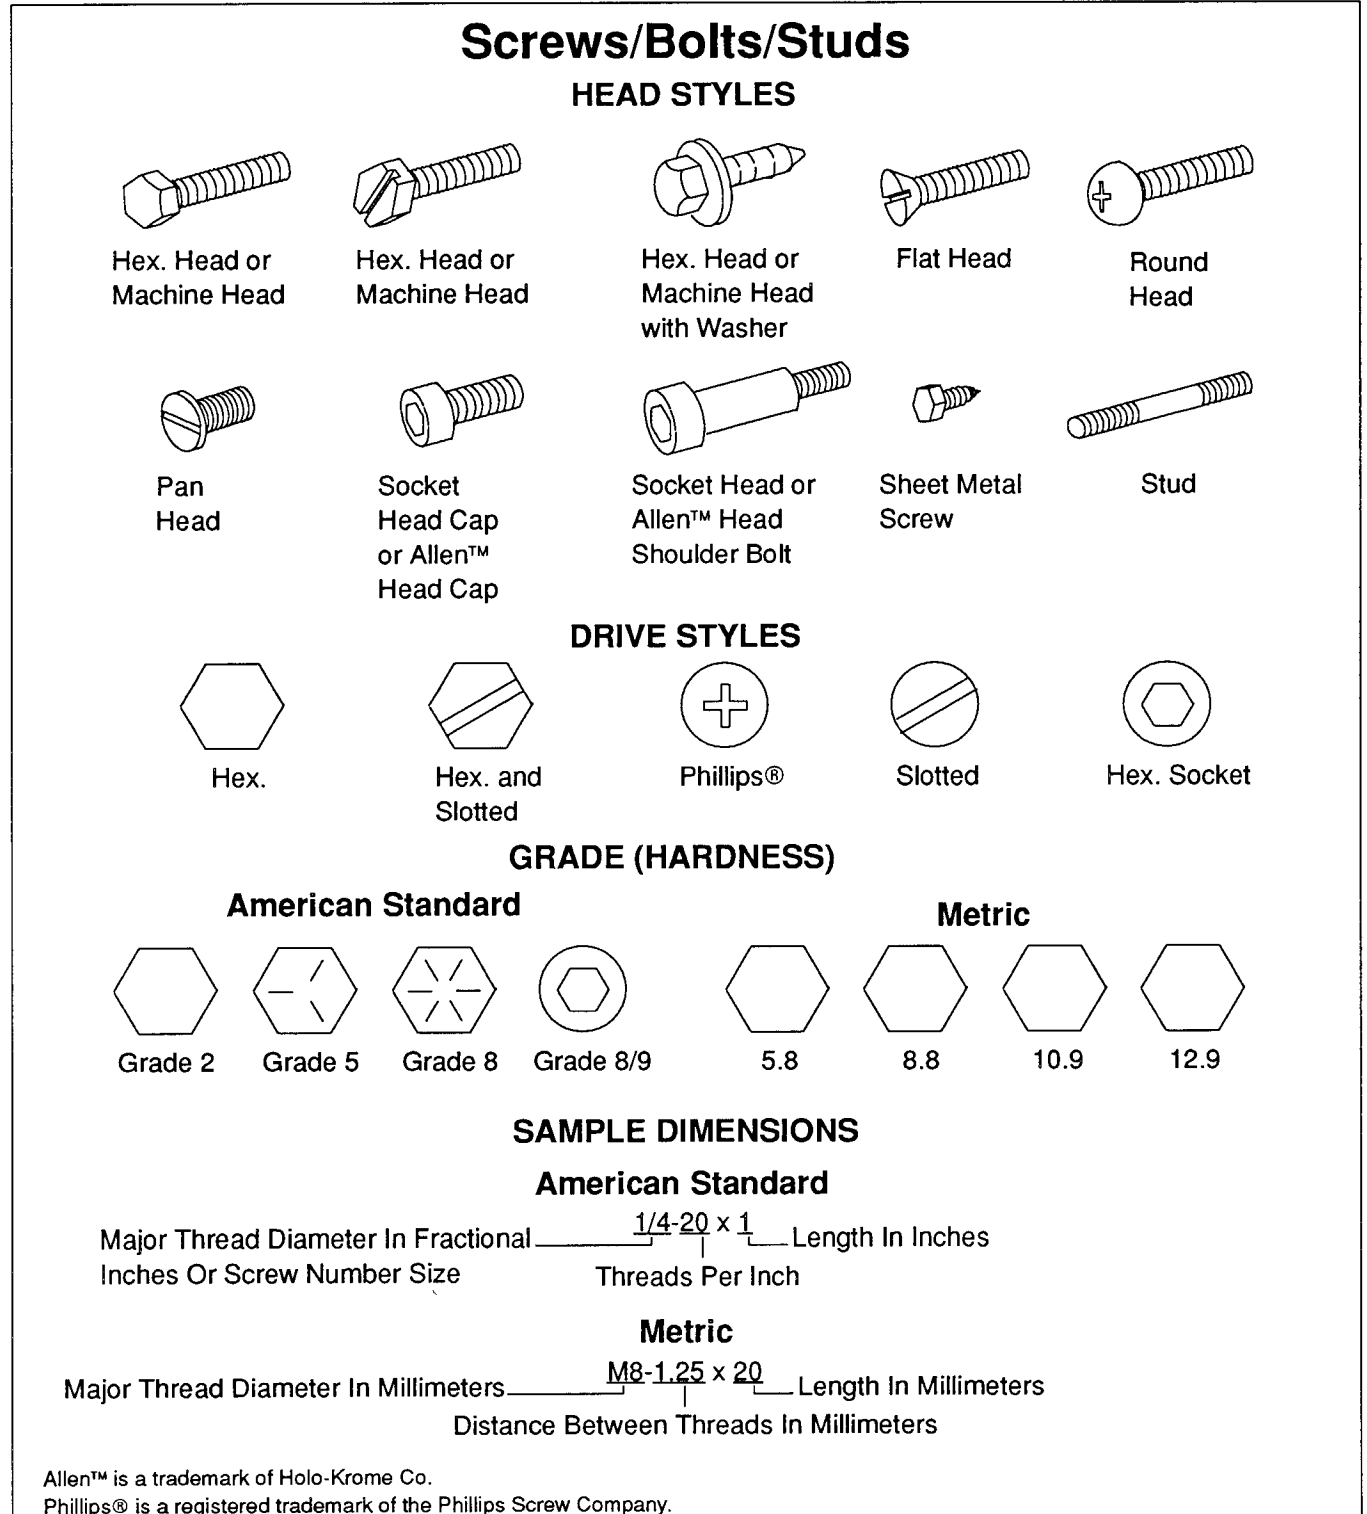 Screws/Bolts/Studs
HEAD STYLES
Hex. Head or
Machine Head
Hex. Head or
Machine Head
Hex. Head or
Machine Head
with Washer
Flat Head
Round
Head
Pan
Head
Socket
Head Cap
or Allen™
Head Cap
Socket Head or
Allen™ Head
Shoulder Bolt
Sheet Metal
Screw
Stud
DRIVE STYLES
Hex.
Hex. and
Slotted
Phillips®
Slotted
Hex. Socket
GRADE (HARDNESS)
American Standard
Grade 2
Grade 5
Grade 8
Grade 8/9
Metric
5.8
8.8
10.9
12.9
SAMPLE DIMENSIONS
American Standard
1/4-20 x 1
Major Thread Diameter In Fractional
Inches Or Screw Number Size
Length In Inches
Threads Per Inch
Metric
M8-1.25 x 20
Major Thread Diameter In Millimeters
Length In Millimeters
Distance Between Threads In Millimeters
Allen™ is a trademark of Holo-Krome Co.
Phillips® is a registered trademark of the Phillips Screw Company.